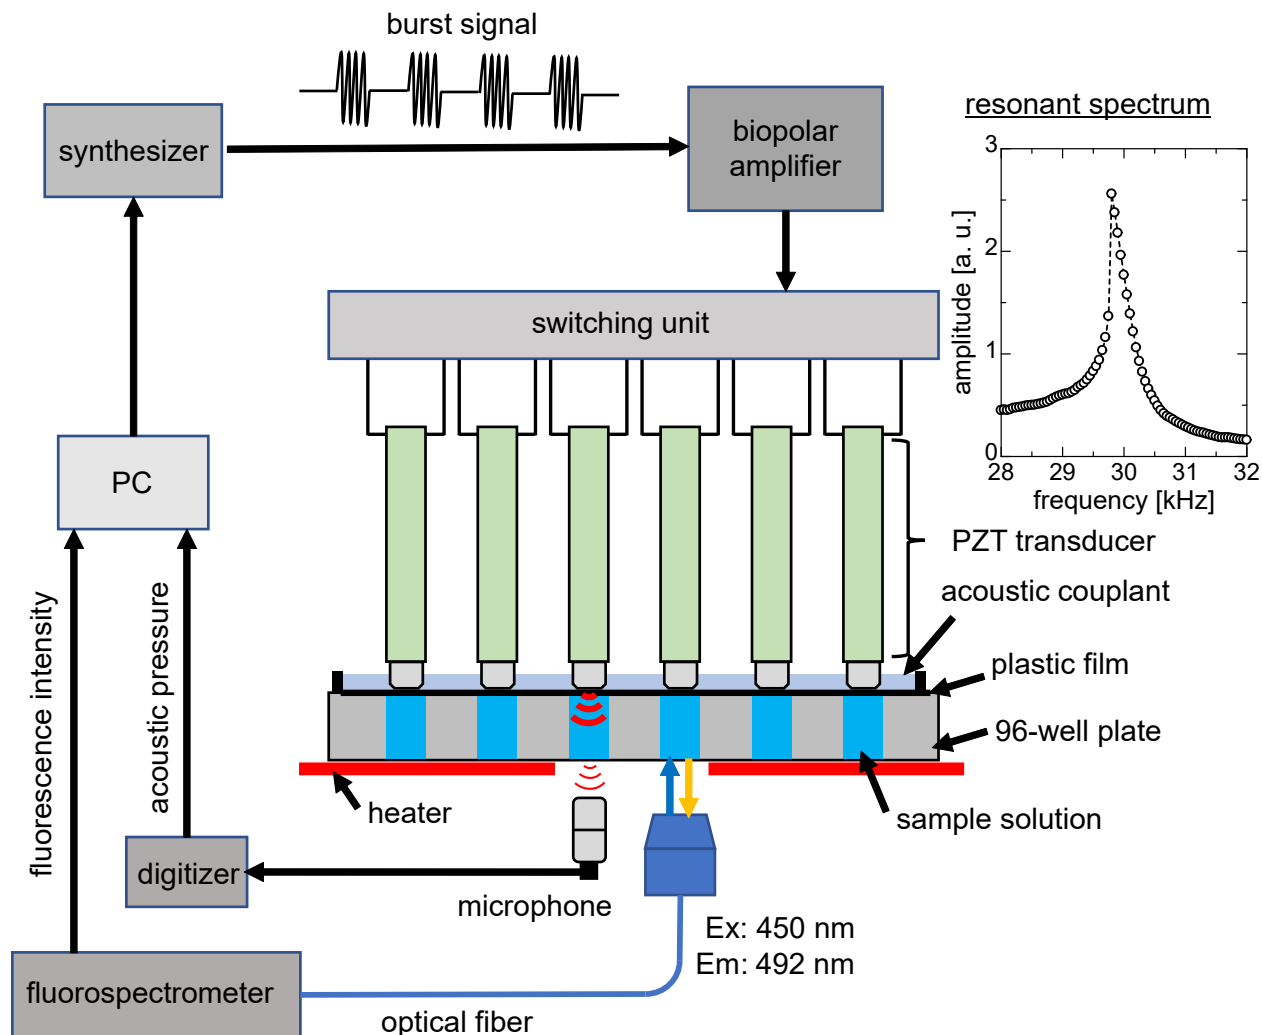 burst signal
synthesizer
biopolar
amplifier
resonant spectrum
3
2
1
0
amplitude [a. u.]
28 29 30 31 32
frequency [kHz]
switching unit
PC
PZT transducer
acoustic couplant
plastic film
96-well plate
sample solution
heater
fluorescence intensity
acoustic pressure
digitizer
microphone
Ex: 450 nm
Em: 492 nm
fluorospectrometer
optical fiber